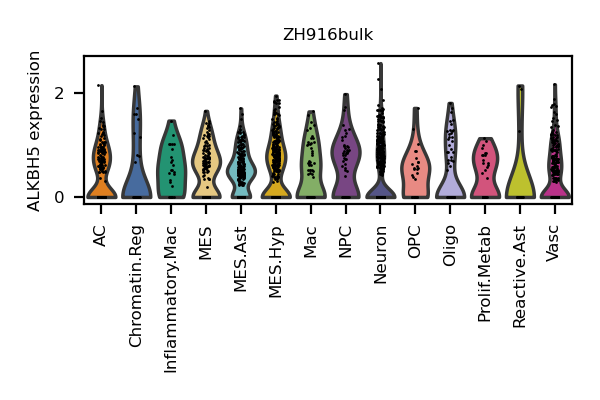 ZH916bulk
ALKBH5 expression
2
0
AC
Chromatin.Reg
Inflammatory.Mac
MES
MES.Ast
MES.Hyp
Mac
NPC
Neuron
OPC
Oligo
Prolif.Metab
Reactive.Ast
Vasc